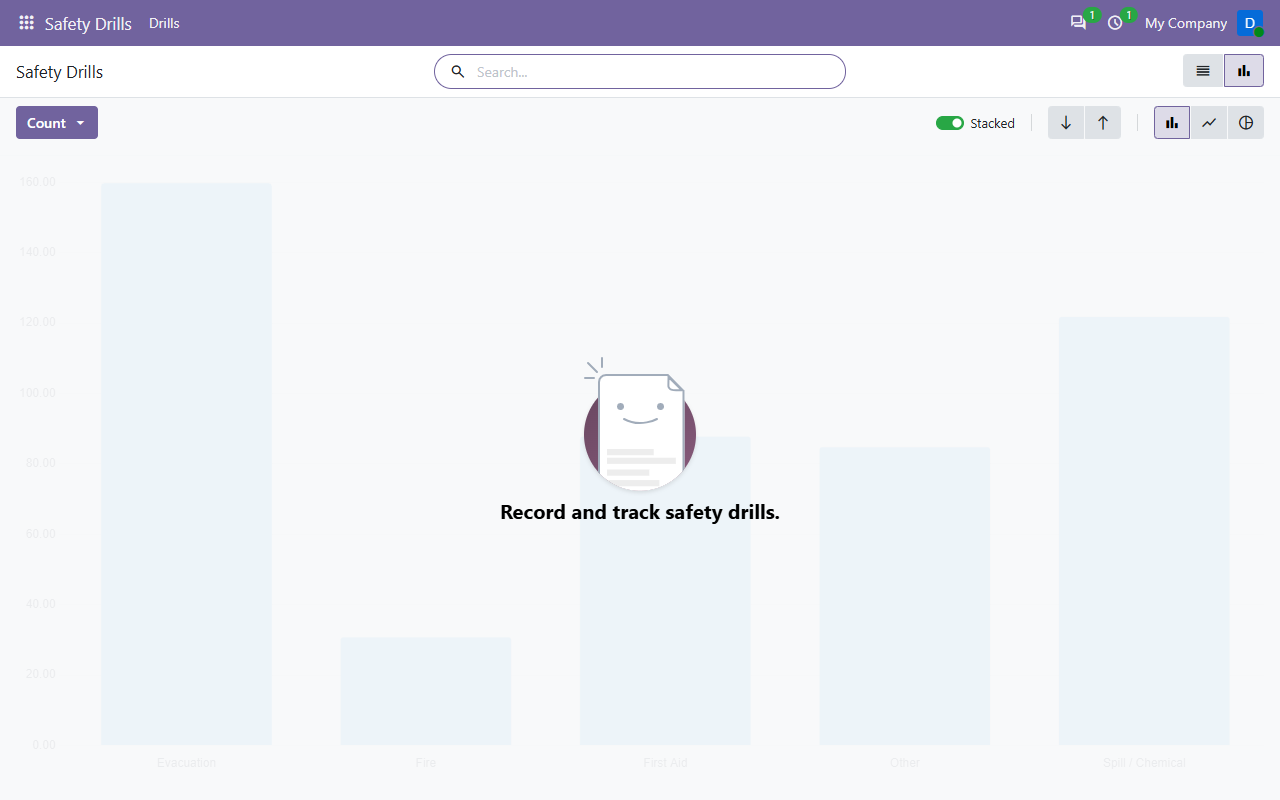 Safety Drills
Drills
1
1
My Company
D
Safety Drills
Search...
Count
Stacked
160.00
140.00
120.00
100.00
80.00
60.00
40.00
20.00
0.00
Record and track safety drills.
Evacuation
Fire
First Aid
Other
Spill / Chemical